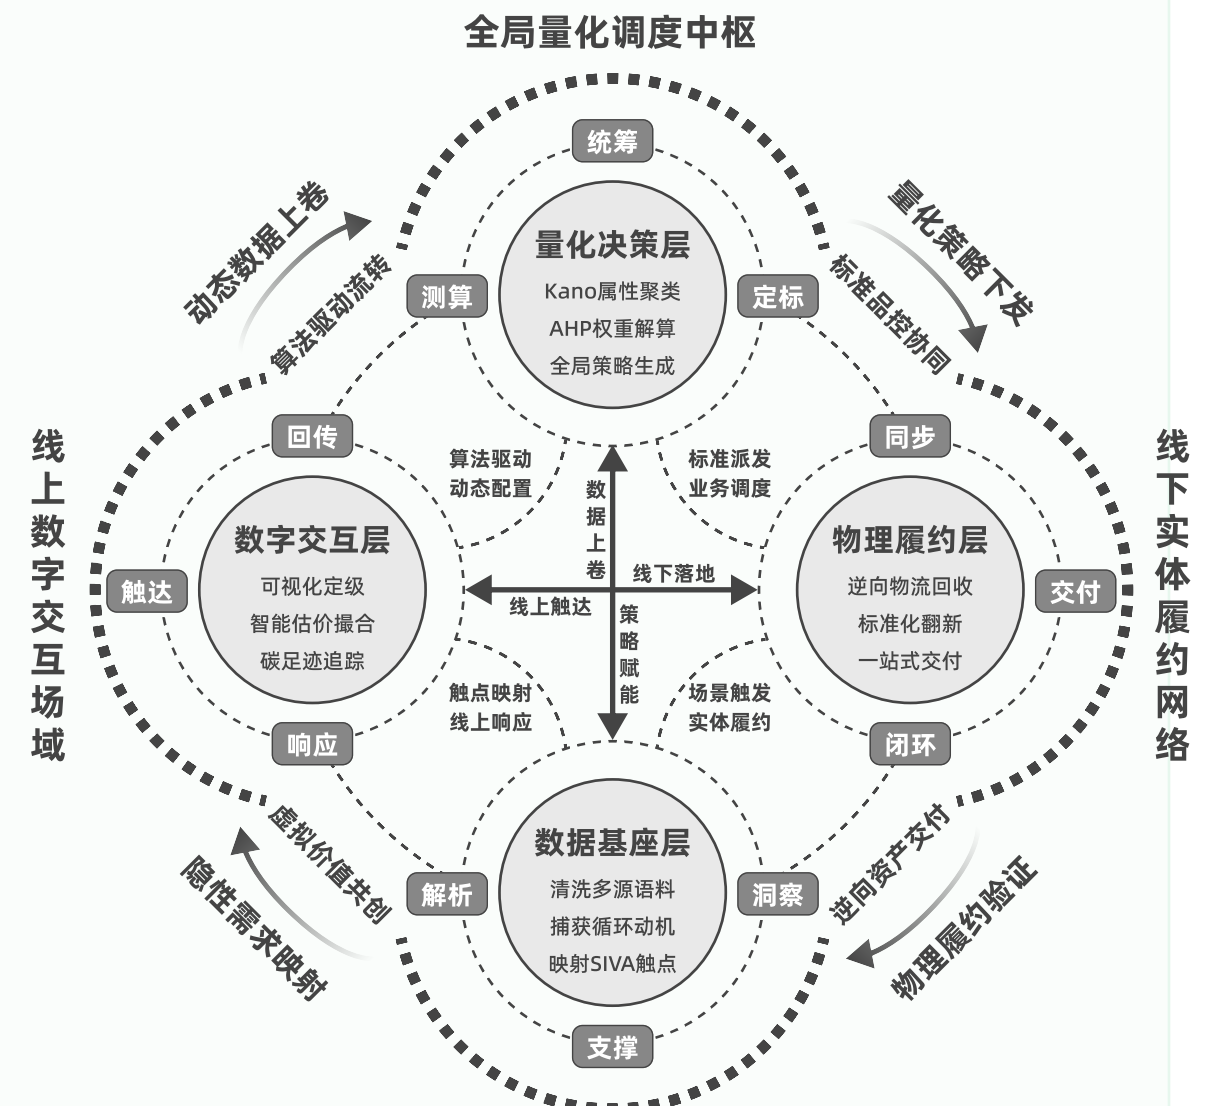 全局量化调度中枢
统筹
量化决策层
Kano属性聚类
AHP权重解算
全局策略生成
测算
定标
动态数据上卷
算法驱动流转
量化策略下发
标准品控协同
线上数字交互场域
线下实体履约网络
回传
同步
算法驱动
动态配置
标准派发
业务调度
数据上卷
线下落地
线上触达
策略赋能
数字交互层
可视化定级
智能估价撮合
碳足迹追踪
触达
物理履约层
逆向物流回收
标准化翻新
一站式交付
交付
触点映射
线上响应
场景触发
实体履约
响应
闭环
虚拟价值共创
隐性需求映射
逆向资产交付
物理履约验证
解析
洞察
数据基座层
清洗多源语料
捕获循环动机
映射SIVA触点
支撑